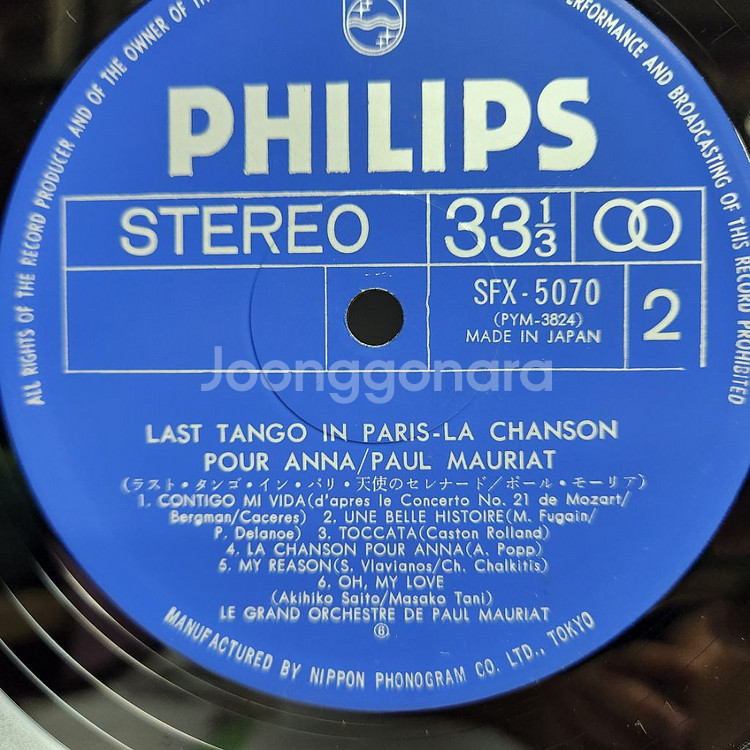 ALL RIGHTS OF THE RECORD PRODUCER AND OF THE OWNER OF
PERFORMANCE AND BROADCASTING OF THIS RECORD PROHIBITED
PHILIPS
STEREO 33 1/3
SFX-5070
(PYM-3824)
MADE IN JAPAN
2
Joonggonara
LAST TANGO IN PARIS-LA CHANSON
POUR ANNA/PAUL MAURIAT
(ラスト・タンゴ・イン・パリ・天使のセレナード/ポール・モーリア)
1. CONTIGO MI VIDA(d'apres le Concerto No. 21 de Mozart/
Bergman/Caceres) 2. UNE BELLE HISTOIRE(M. Fugain/
P. Delanoe) 3. TOCCATA(Caston Rolland)
4. LA CHANSON POUR ANNA(A. Popp)
5. MY REASON(S. Vlavianos/Ch. Chalkitis)
6. OH, MY LOVE
(Akihiko Saito/Masako Tani)
LE GRAND ORCHESTRE DE PAUL MAURIAT
MANUFACTURED BY NIPPON PHONOGRAM CO. LTD., TOKYO